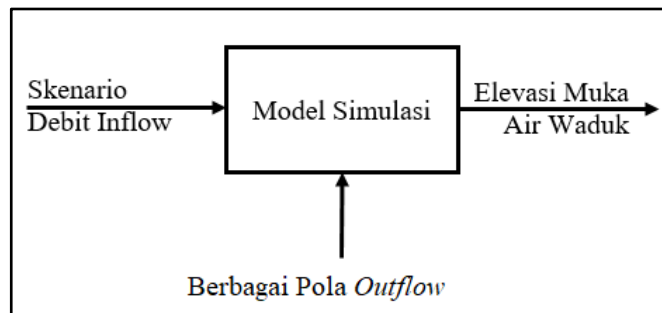 Skenario
Debit Inflow
Model Simulasi
Elevasi Muka
Air Waduk
Berbagai Pola Outflow